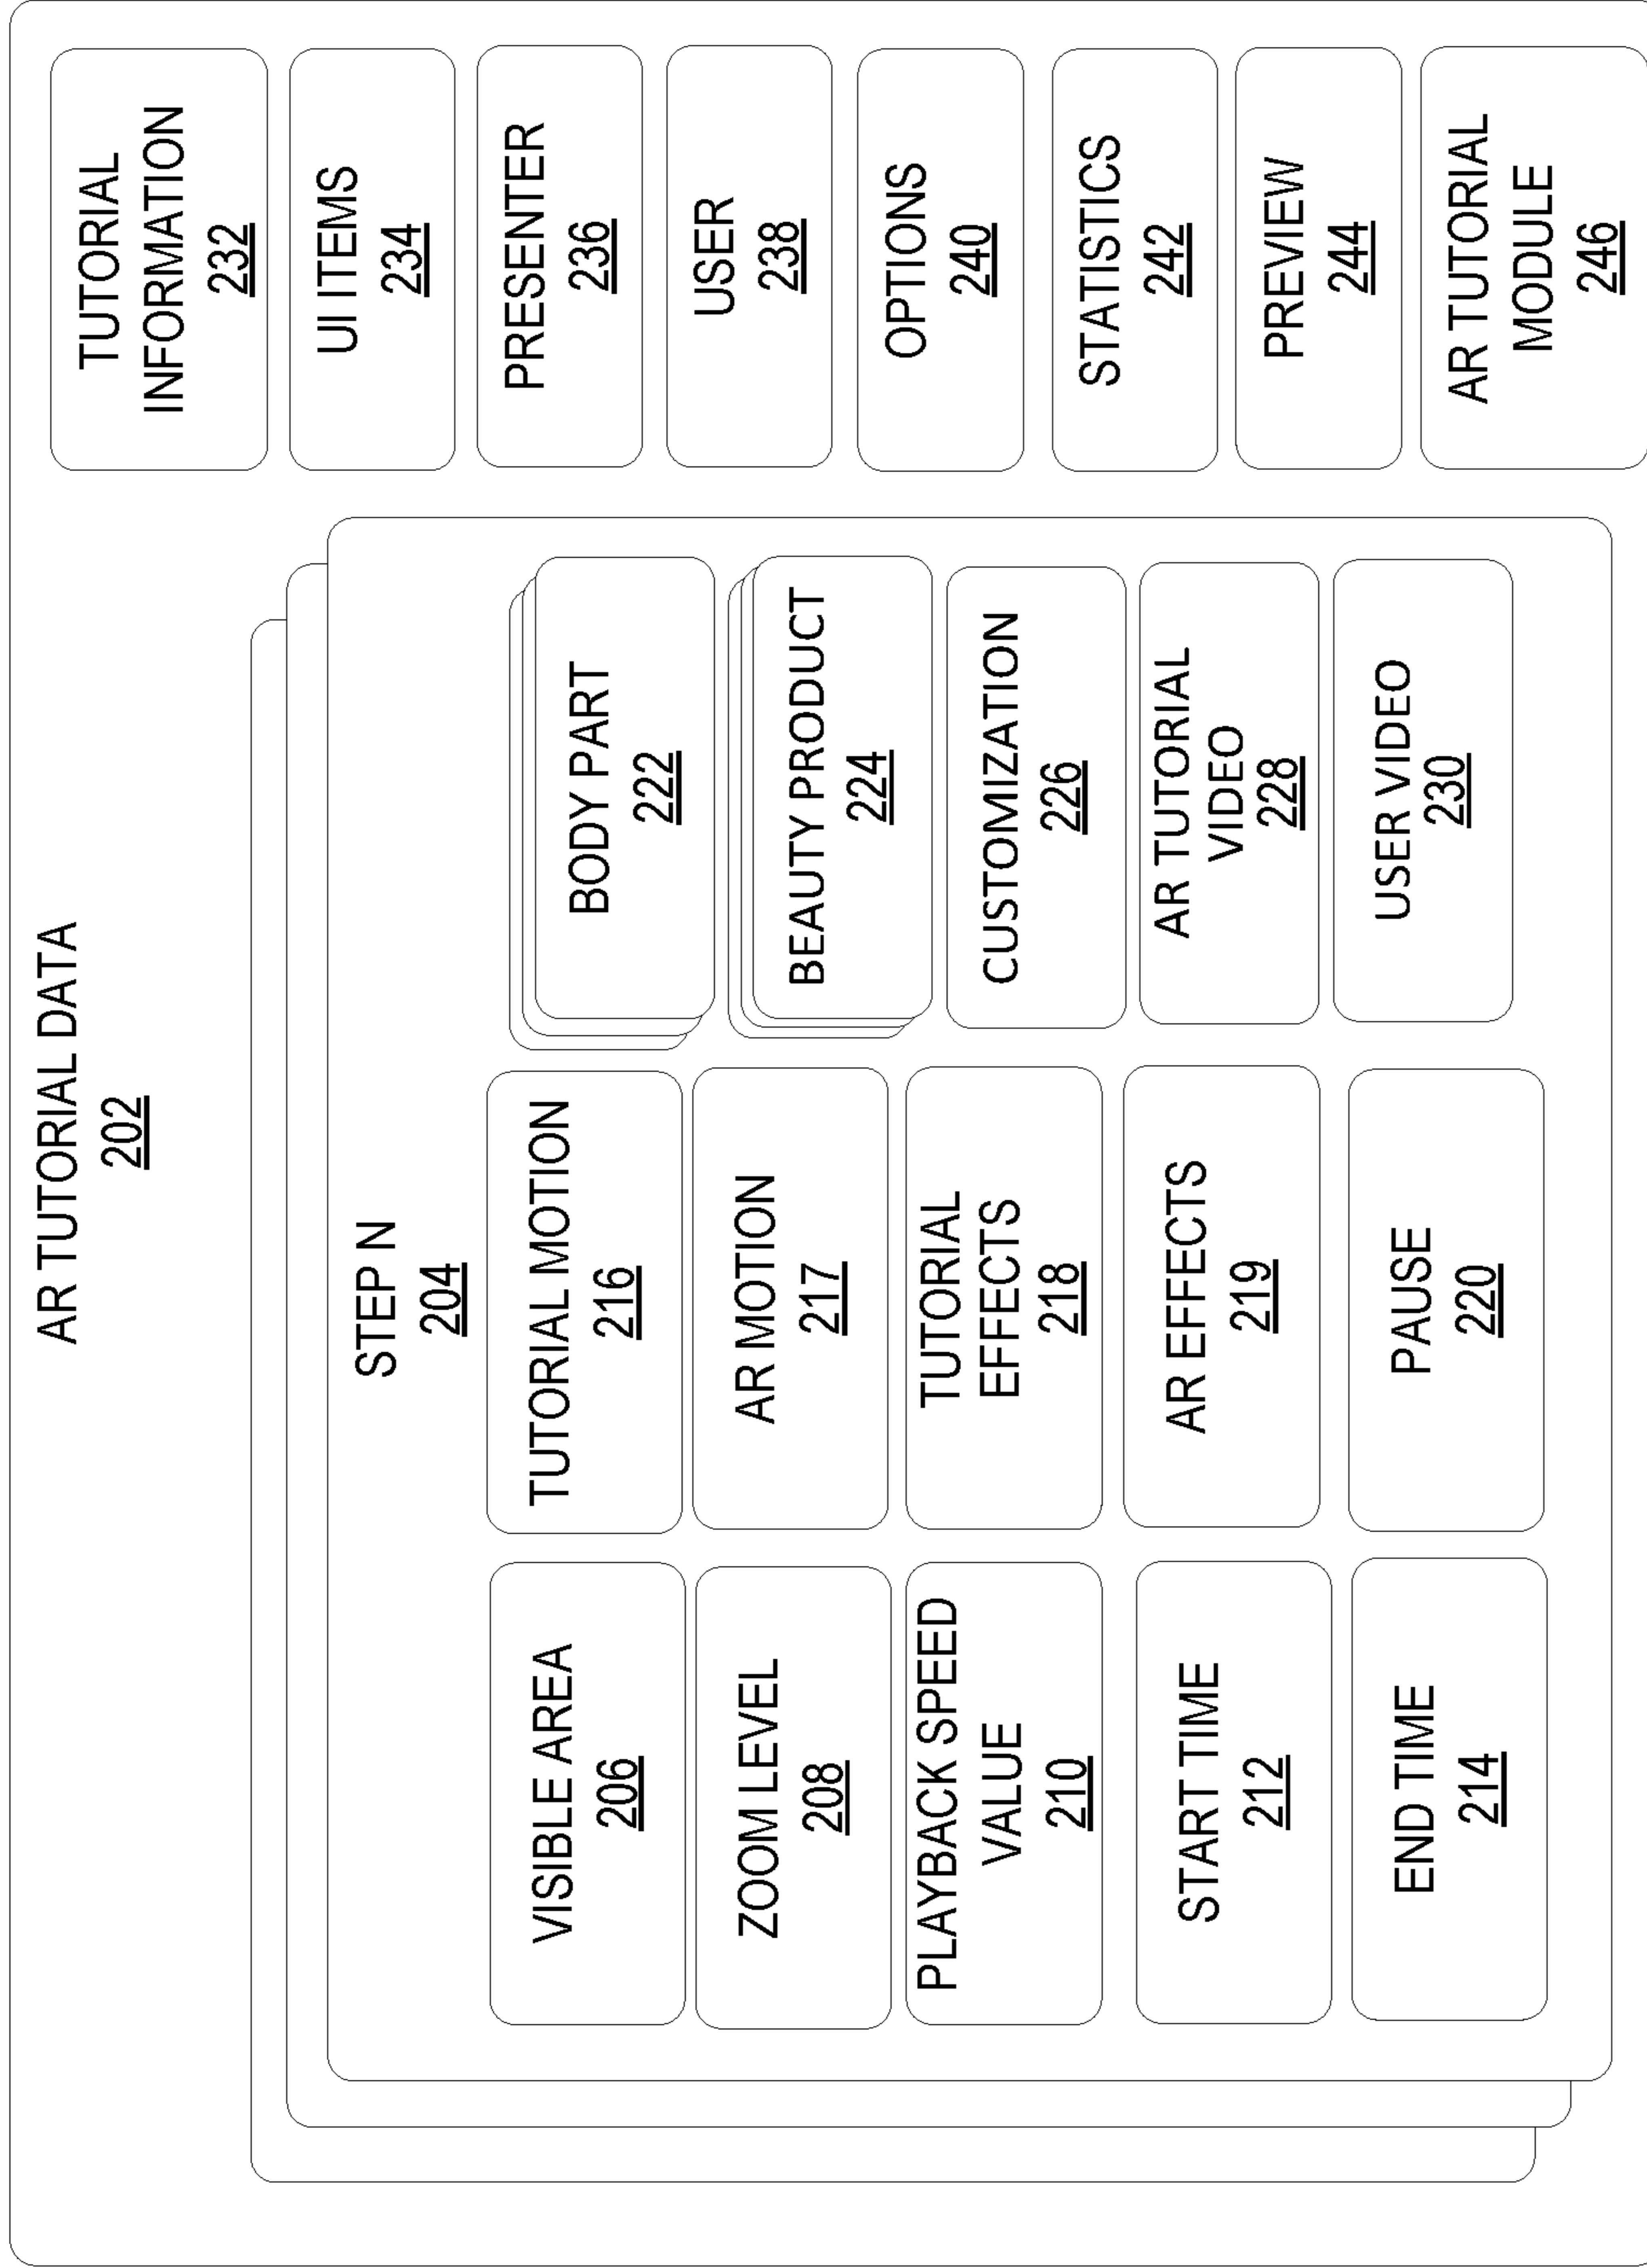 AR TUTORIAL DATA
202
STEP N
204
VISIBLE AREA
206
ZOOM LEVEL
208
PLAYBACK SPEED
VALUE
210
START TIME
212
END TIME
214
TUTORIAL MOTION
216
AR MOTION
217
TUTORIAL
EFFECTS
218
AR EFFECTS
219
PAUSE
220
BODY PART
222
BEAUTY PRODUCT
224
CUSTOMIZATION
226
AR TUTORIAL
VIDEO
228
USER VIDEO
230
TUTORIAL
INFORMATION
232
UI ITEMS
234
PRESENTER
236
USER
238
OPTIONS
240
STATISTICS
242
PREVIEW
244
AR TUTORIAL
MODULE
246